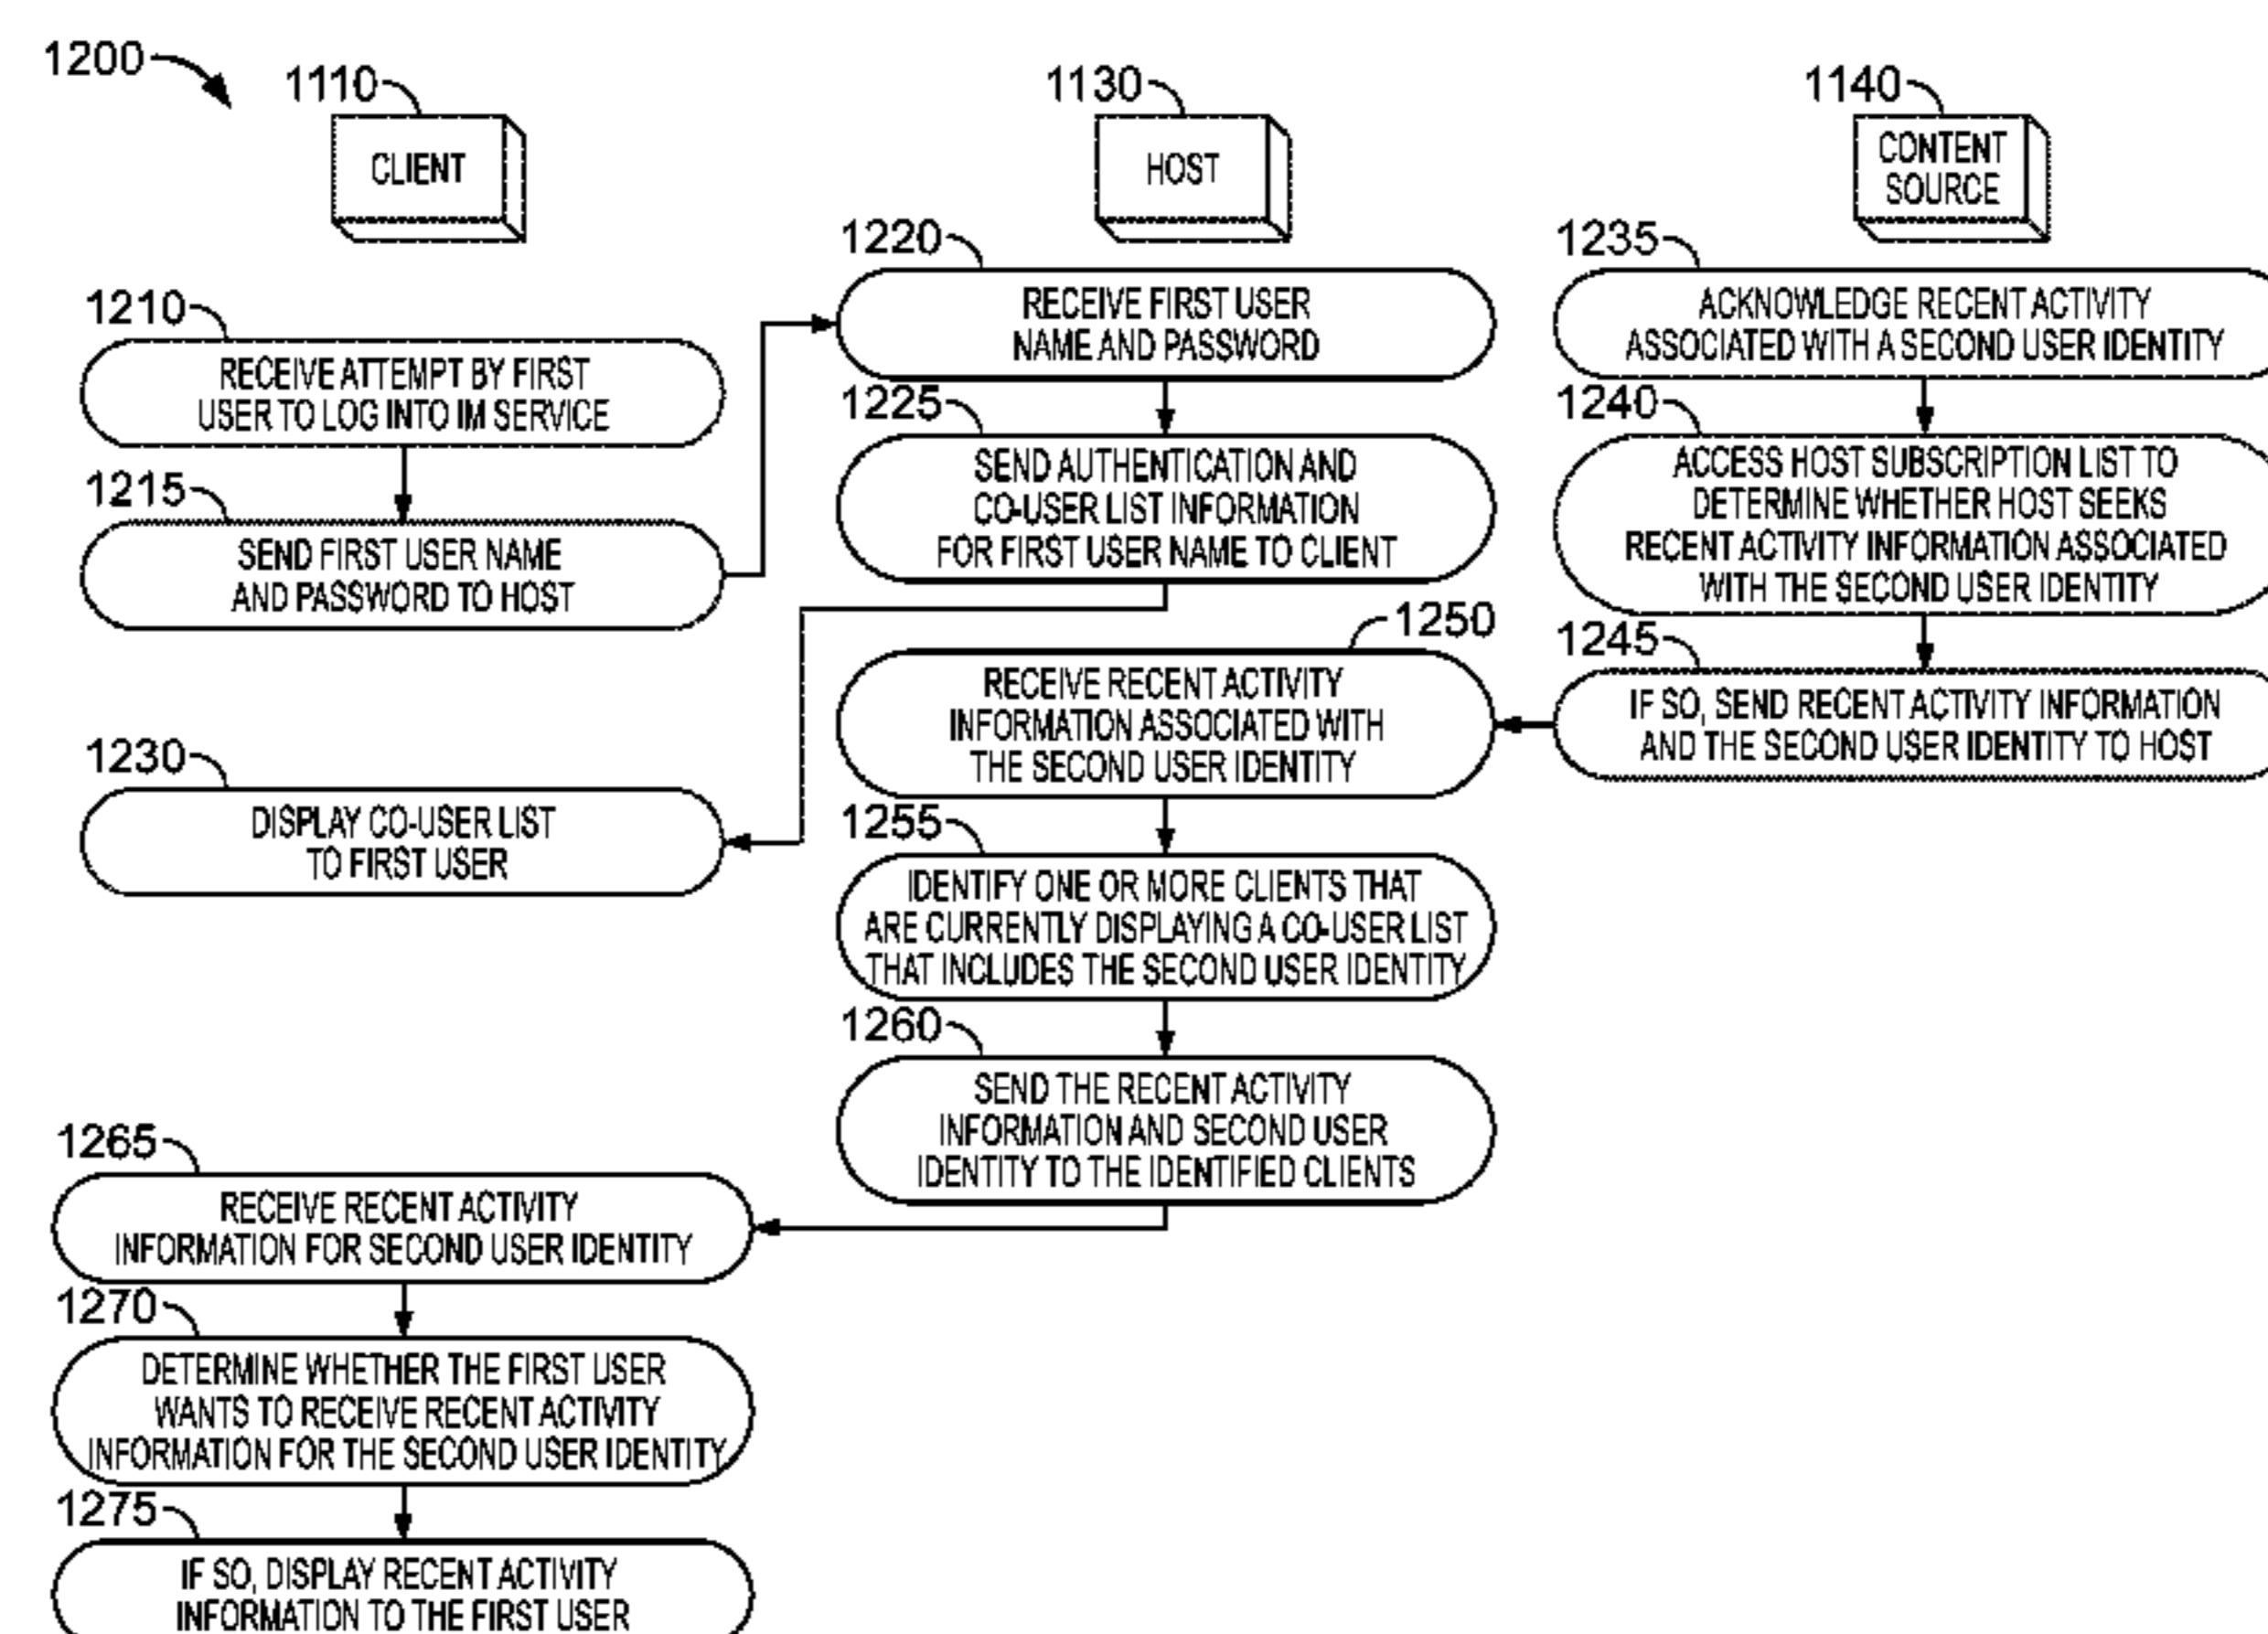 1200
1110
CLIENT
1130
HOST
1140
CONTENT
SOURCE
1210
RECEIVE ATTEMPT BY FIRST
USER TO LOG INTO IM SERVICE
1215
SEND FIRST USER NAME
AND PASSWORD TO HOST
1220
RECEIVE FIRST USER
NAME AND PASSWORD
1225
SEND AUTHENTICATION AND
CO-USER LIST INFORMATION
FOR FIRST USER NAME TO CLIENT
1230
DISPLAY CO-USER LIST
TO FIRST USER
1235
ACKNOWLEDGE RECENT ACTIVITY
ASSOCIATED WITH A SECOND USER IDENTITY
1240
ACCESS HOST SUBSCRIPTION LIST TO
DETERMINE WHETHER HOST SEEKS
RECENT ACTIVITY INFORMATION ASSOCIATED
WITH THE SECOND USER IDENTITY
1245
IF SO, SEND RECENT ACTIVITY INFORMATION
AND THE SECOND USER IDENTITY TO HOST
1250
RECEIVE RECENT ACTIVITY
INFORMATION ASSOCIATED WITH
THE SECOND USER IDENTITY
1255
IDENTIFY ONE OR MORE CLIENTS THAT
ARE CURRENTLY DISPLAYING A CO-USER LIST
THAT INCLUDES THE SECOND USER IDENTITY
1260
SEND THE RECENT ACTIVITY
INFORMATION AND SECOND USER
IDENTITY TO THE IDENTIFIED CLIENTS
1265
RECEIVE RECENT ACTIVITY
INFORMATION FOR SECOND USER IDENTITY
1270
DETERMINE WHETHER THE FIRST USER
WANTS TO RECEIVE RECENT ACTIVITY
INFORMATION FOR THE SECOND USER IDENTITY
1275
IF SO, DISPLAY RECENT ACTIVITY
INFORMATION TO THE FIRST USER